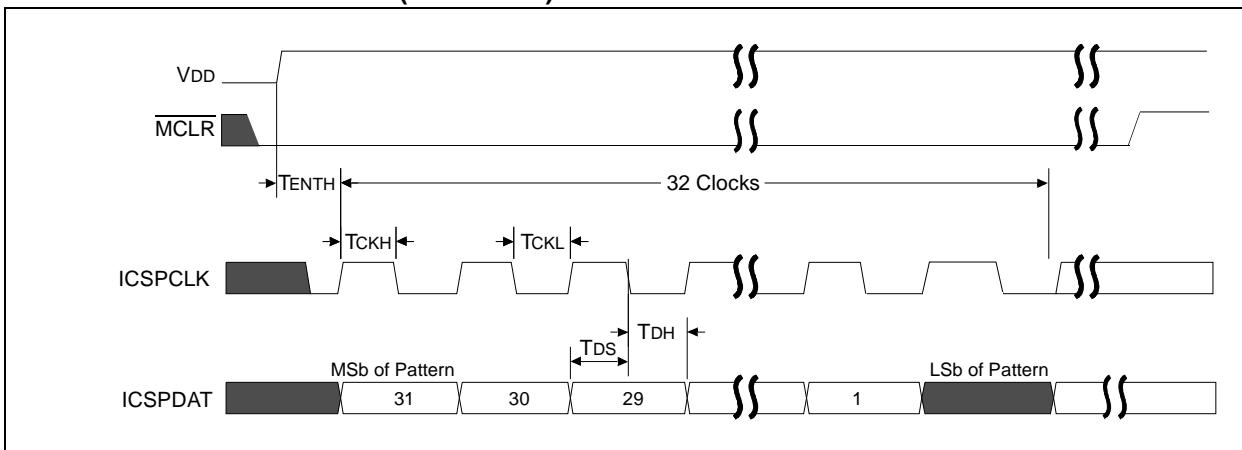 VDD
MCLR
TENTH
32 Clocks
TCKH
TCKL
ICSPCLK
TDH
TDS
MSb of Pattern
LSb of Pattern
ICSPDAT
31
30
29
1